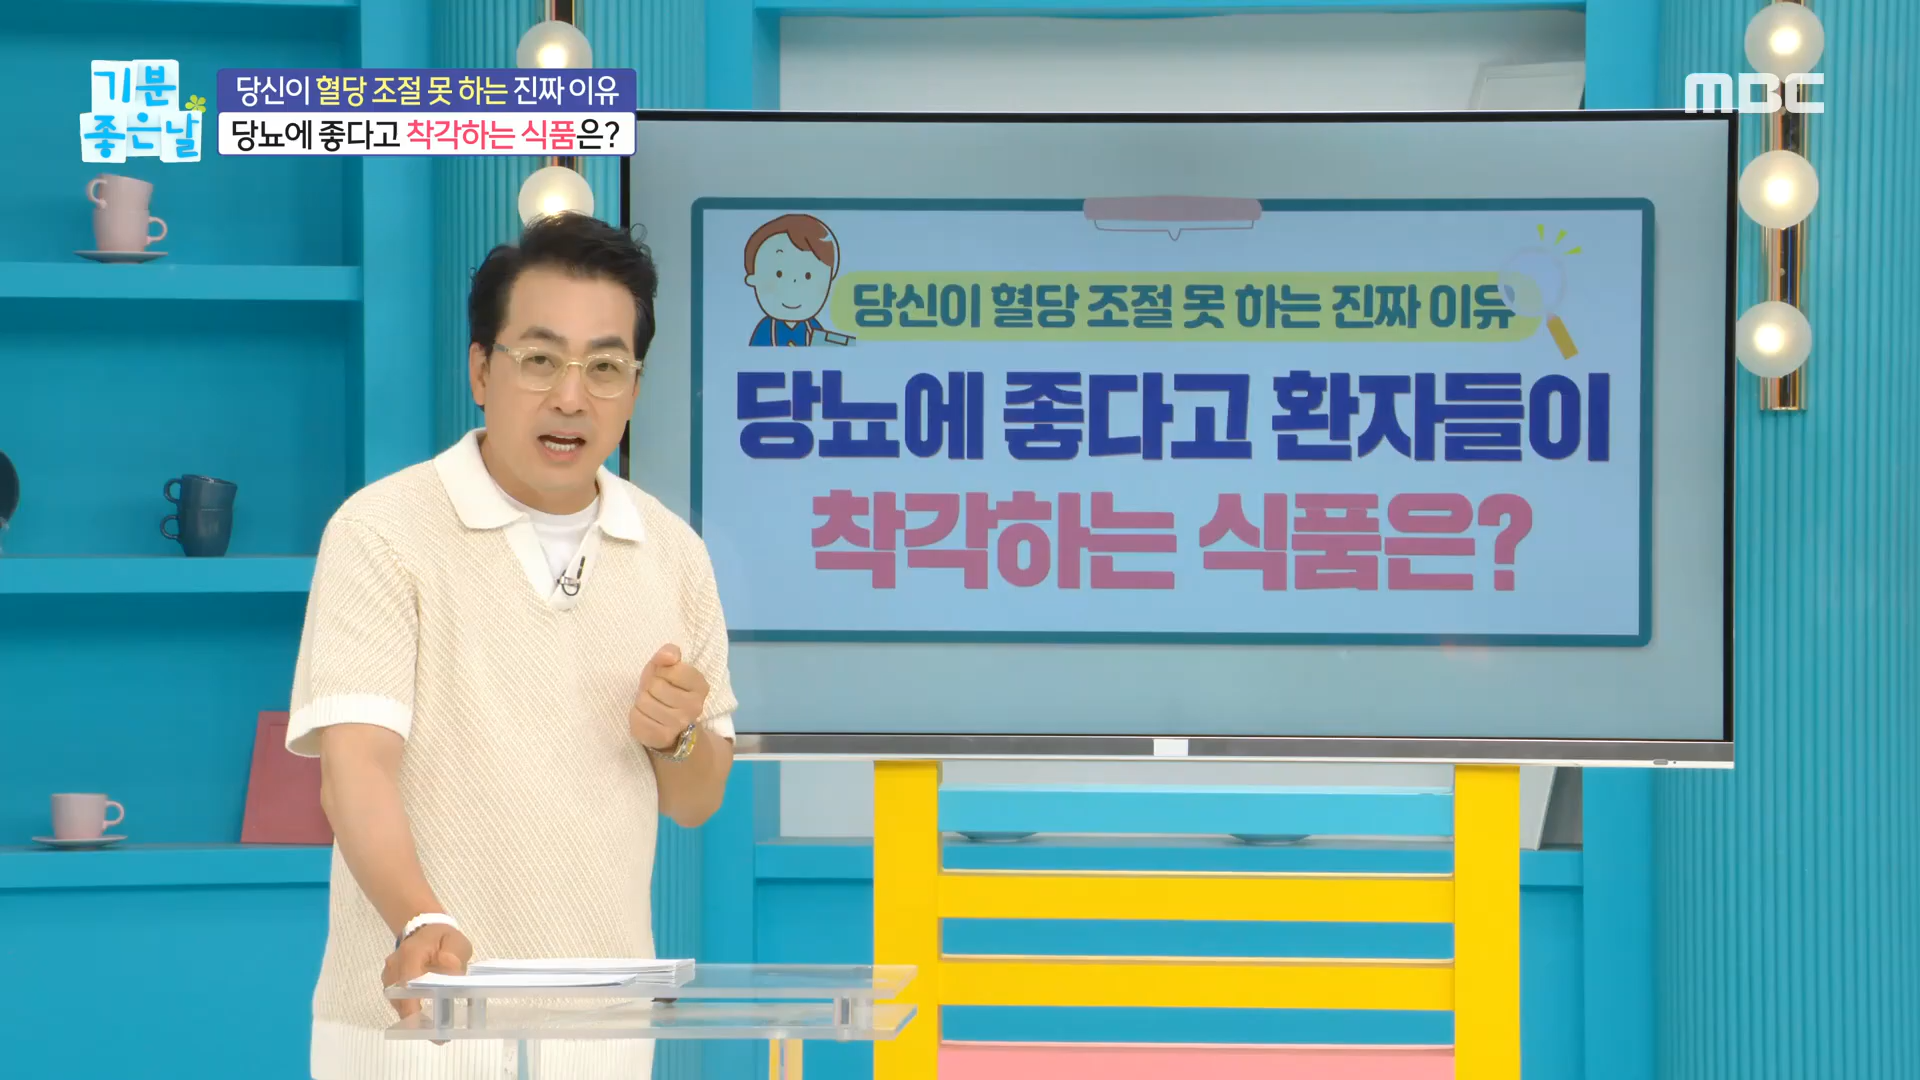 기분
좋은날
당신이 혈당 조절 못 하는 진짜 이유
당뇨에 좋다고 착각하는 식품은?
MBC
당신이 혈당 조절 못 하는 진짜 이유
당뇨에 좋다고 환자들이
착각하는 식품은?